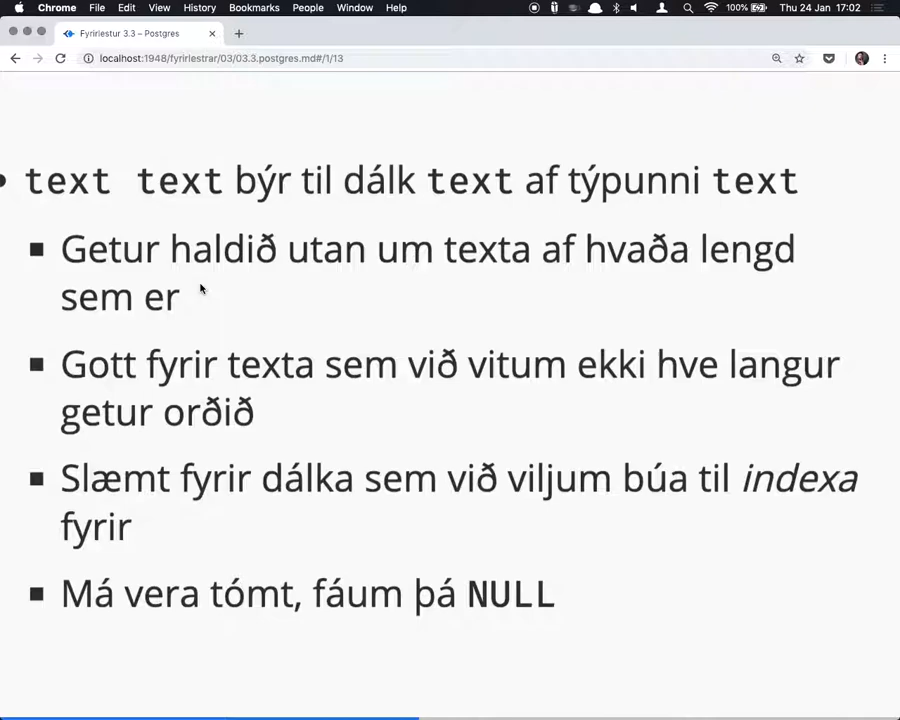 Chrome File Edit View History Bookmarks People Window Help 100% Thu 24 Jan 17:02
Fyrirlestur 3.3 – Postgres
localhost:1948/fyrirlestrar/03/03.3.postgres.md#/1/13
text text býr til dálk text af týpunni text
Getur haldið utan um texta af hvaða lengd
sem er
Gott fyrir texta sem við vitum ekki hve langur
getur orðið
Slæmt fyrir dálka sem við viljum búa til indexa
fyrir
Má vera tómt, fáum þá NULL